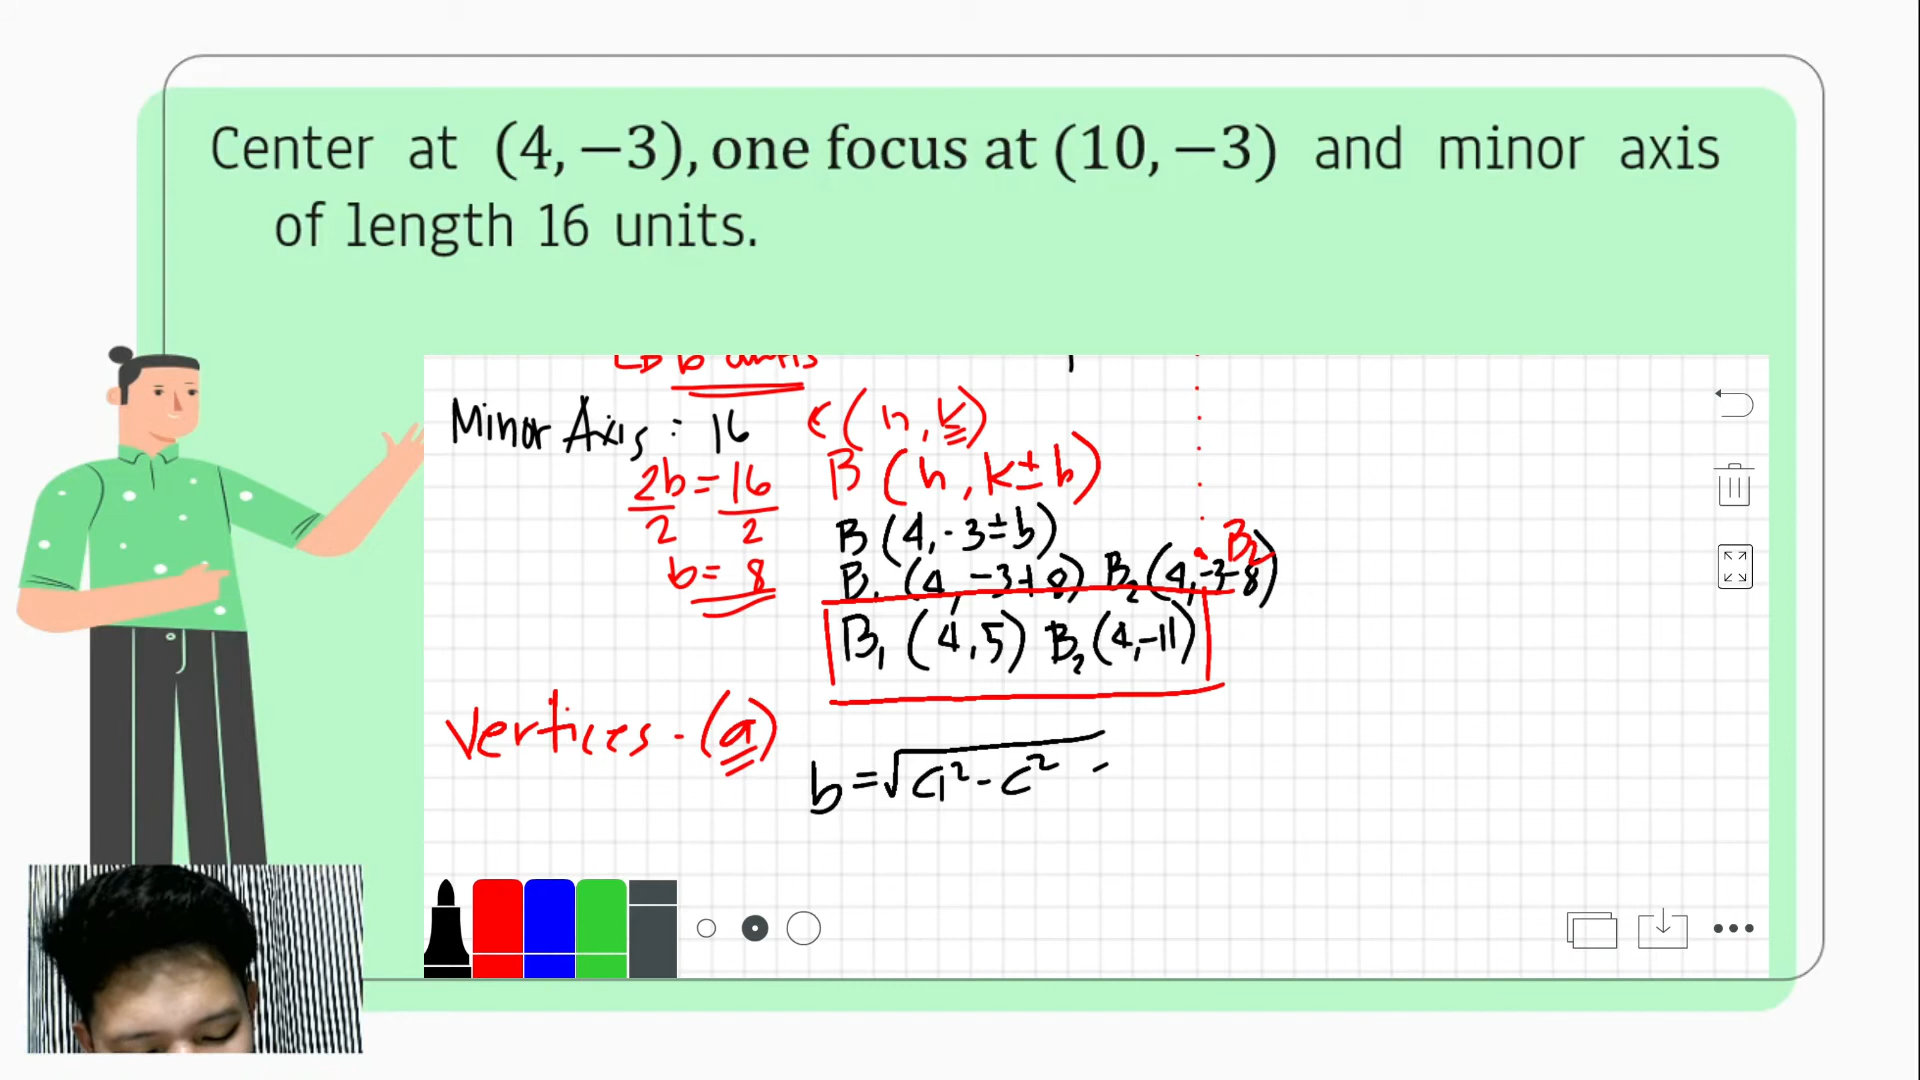 Center at (4, −3), one focus at (10, −3) and minor axis
of length 16 units.
b units
Minor Axis : 16
C (h, k)
2b = 16
2 2
b = 8
B (h, k ± b)
B (4, -3 ± b)
B₁ (4, -3+8) B₂ (4, -3-8)
B₂
B₁ (4, 5) B₂ (4, -11)
Vertices - (a)
b = √a² - c² =